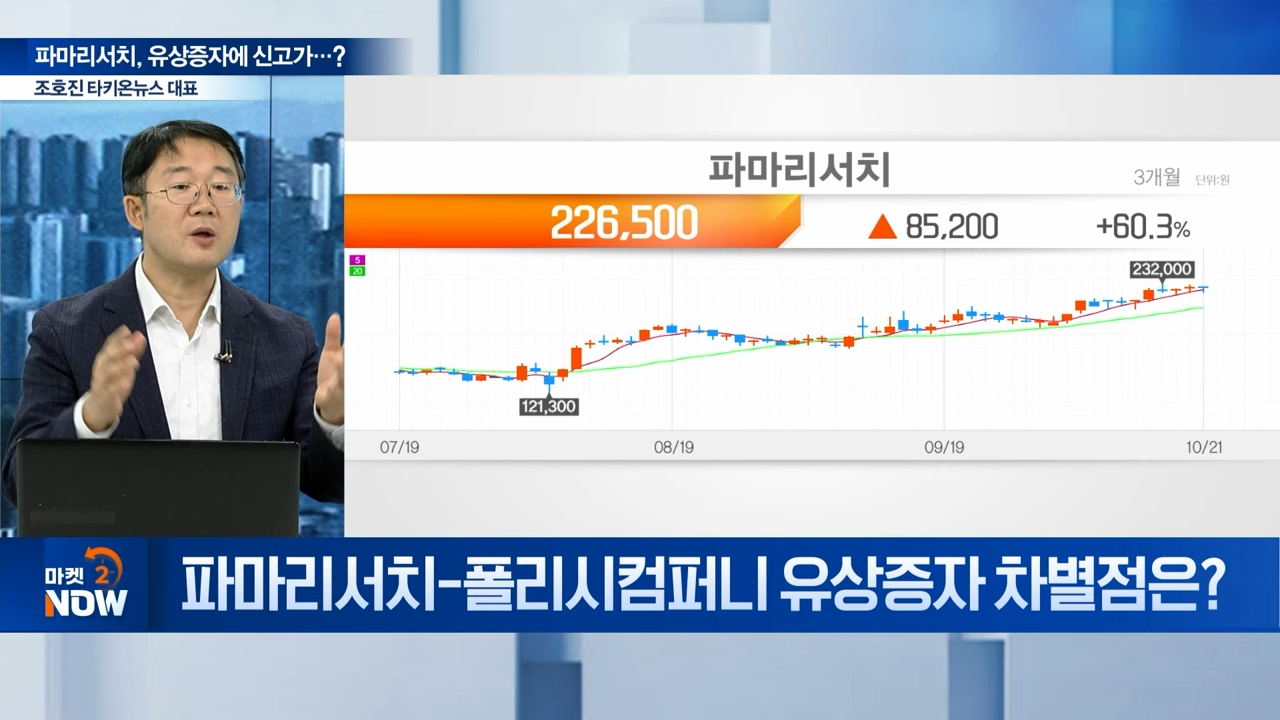 파마리서치, 유상증자에 신고가…?
조호진 타키온뉴스 대표
파마리서치
3개월 단위:원
226,500 ▲ 85,200 +60.3%
5
20
232,000
121,300
07/19 08/19 09/19 10/21
마켓 2
NOW
파마리서치-폴리시컴퍼니 유상증자 차별점은?